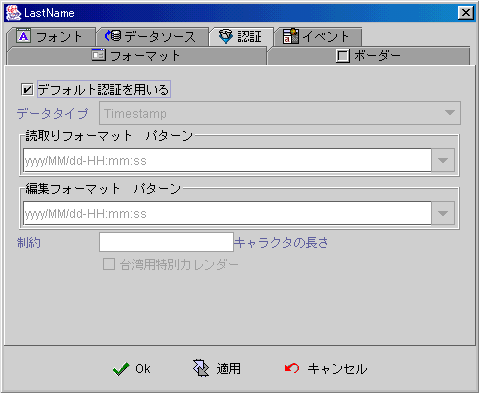 LastName
フォント データソース 認証 イベント
フォーマット ボーダー
デフォルト認証を用いる
データタイプ Timestamp
読取りフォーマット パターン
yyyy/MM/dd-HH:mm:ss
編集フォーマット パターン
yyyy/MM/dd-HH:mm:ss
制約 キャラクタの長さ
台湾用特別カレンダー
Ok 適用 キャンセル